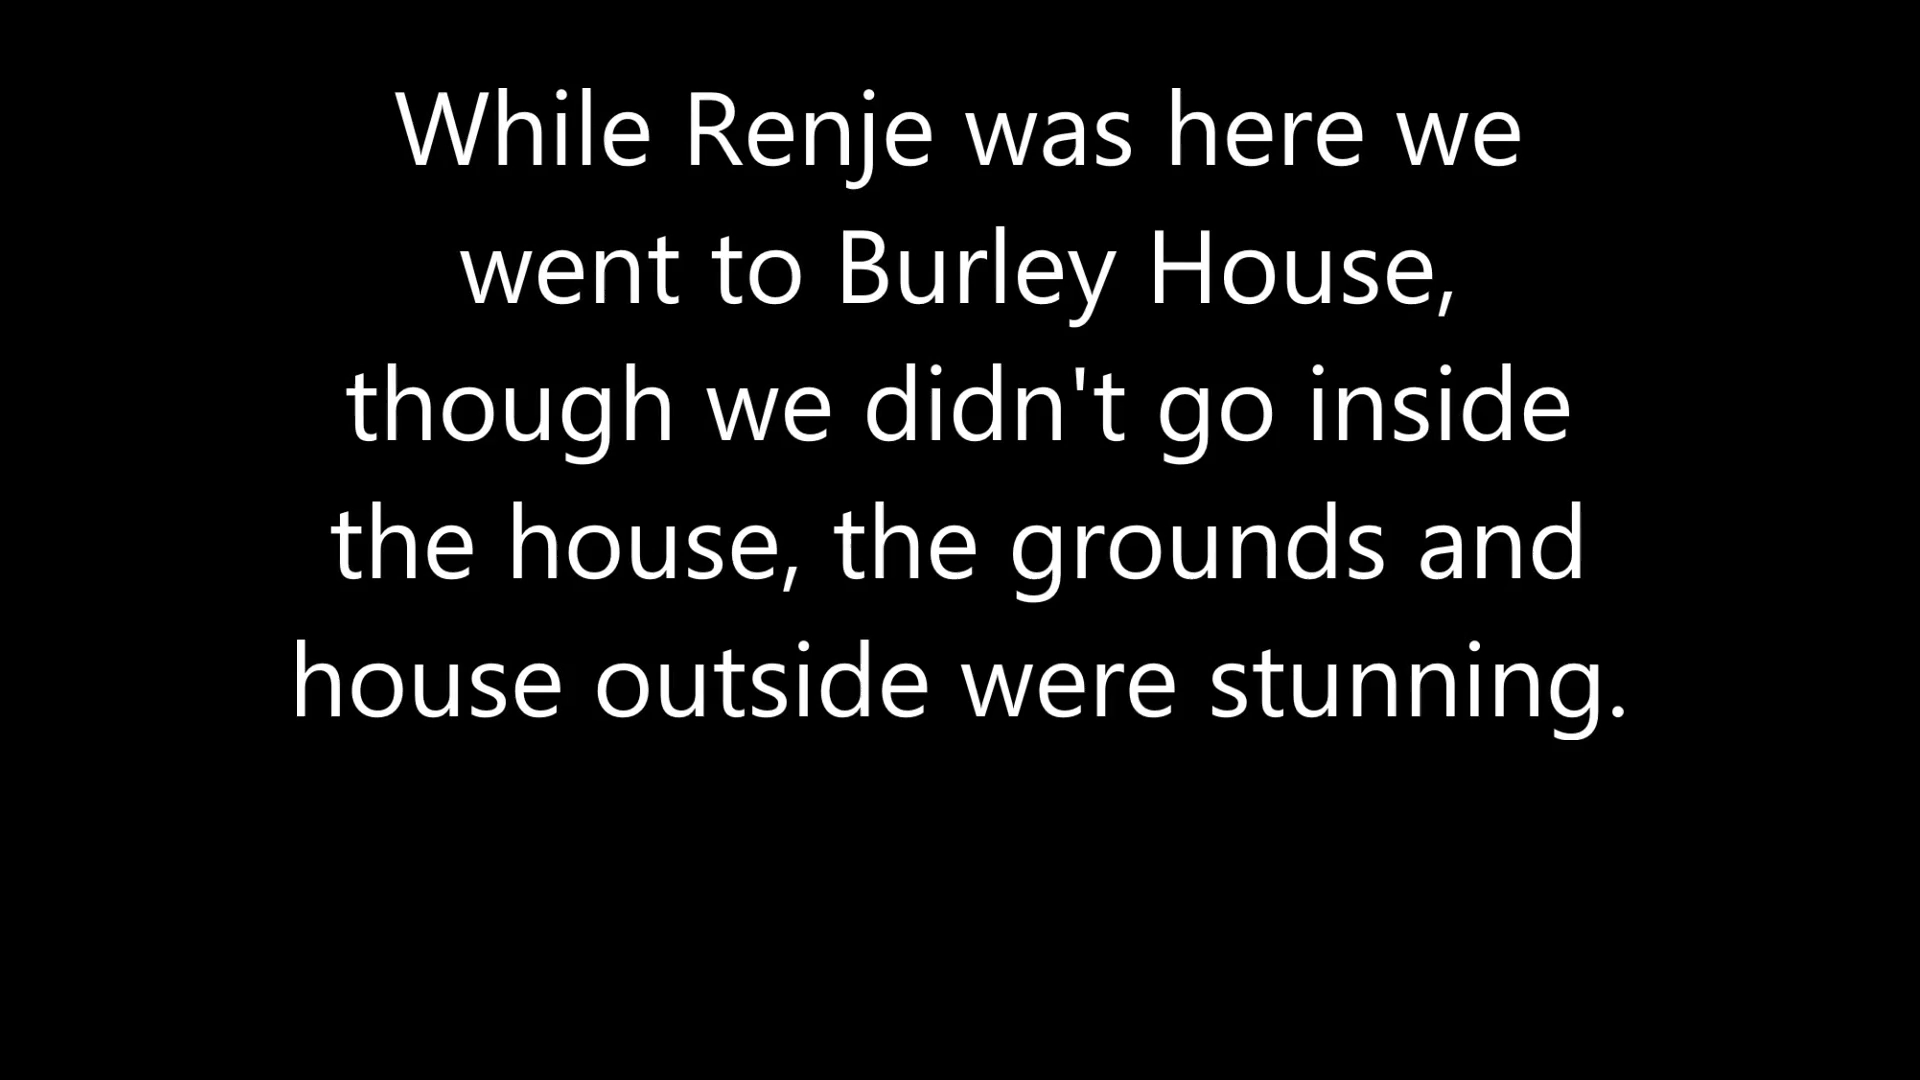 While Renje was here we
went to Burley House,
though we didn't go inside
the house, the grounds and
house outside were stunning.